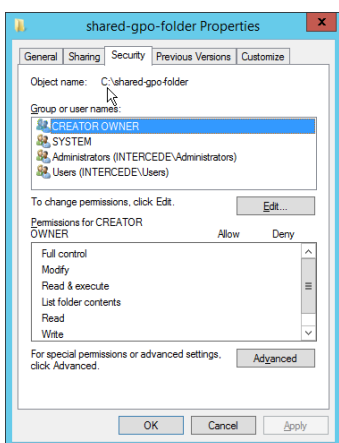 shared-gpo-folder Properties
x
General Sharing Security Previous Versions Customize
Object name: C:\shared-gpo-folder
Group or user names:
CREATOR OWNER
SYSTEM
Administrators (INTERCEDE\Administrators)
Users (INTERCEDE\Users)
To change permissions, click Edit.
Edit...
Permissions for CREATOR
OWNER Allow Deny
Full control
Modify
Read & execute
List folder contents
Read
Write
For special permissions or advanced settings,
click Advanced.
Advanced
OK Cancel Apply